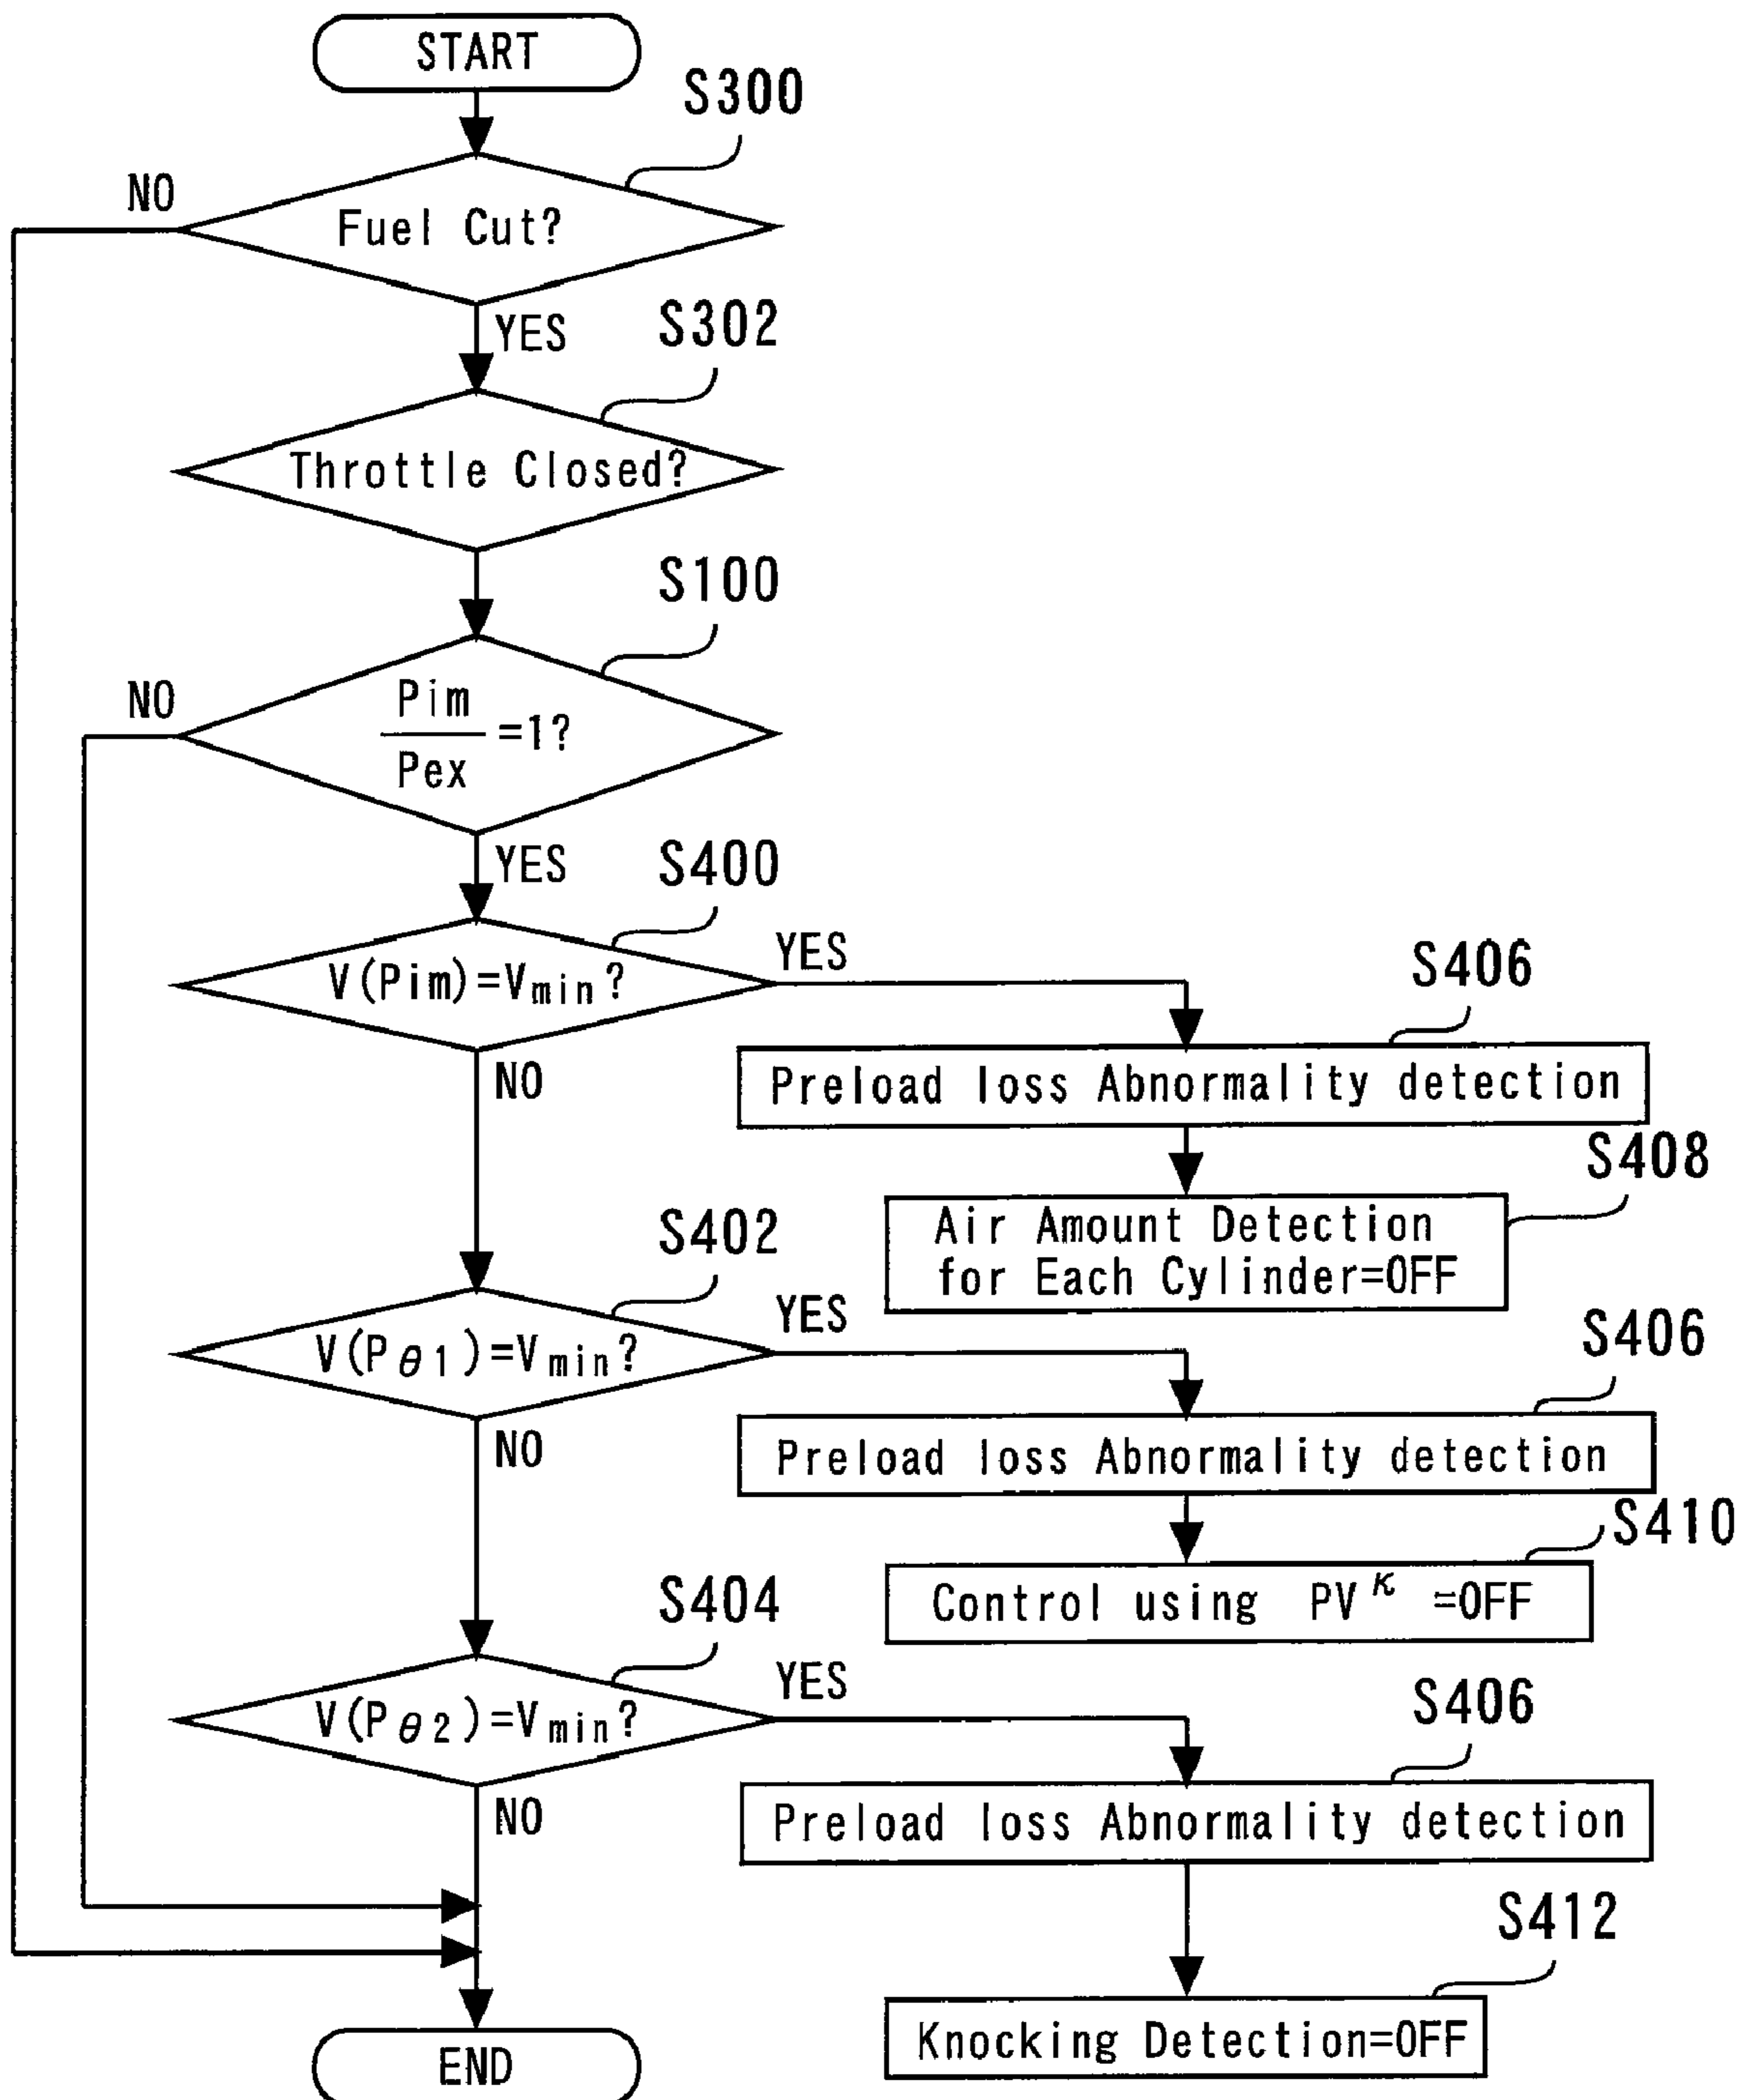 START
S300
NO
Fuel Cut?
YES
S302
Throttle Closed?
S100
NO
Pim
=1?
Pex
YES
S400
V(Pim)=Vmin?
YES
S406
NO
Preload loss Abnormality detection
S408
Air Amount Detection
for Each Cylinder=OFF
S402
V(Pθ1)=Vmin?
YES
S406
NO
Preload loss Abnormality detection
S410
Control using PV^κ =OFF
S404
V(Pθ2)=Vmin?
YES
S406
NO
Preload loss Abnormality detection
S412
Knocking Detection=OFF
END